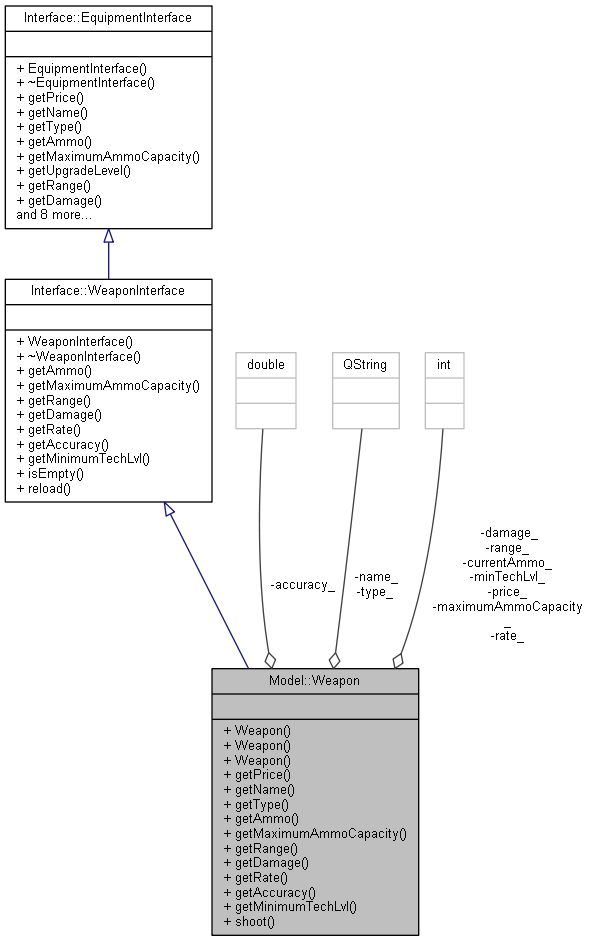 Interface::EquipmentInterface
+ EquipmentInterface()
+ ~EquipmentInterface()
+ getPrice()
+ getName()
+ getType()
+ getAmmo()
+ getMaximumAmmoCapacity()
+ getUpgradeLevel()
+ getRange()
+ getDamage()
and 8 more...
Interface::WeaponInterface
+ WeaponInterface()
+ ~WeaponInterface()
+ getAmmo()
+ getMaximumAmmoCapacity()
+ getRange()
+ getDamage()
+ getRate()
+ getAccuracy()
+ getMinimumTechLvl()
+ isEmpty()
+ reload()
double
QString
int
-accuracy_
-name_
-type_
-damage_
-range_
-currentAmmo_
-minTechLvl_
-price_
-maximumAmmoCapacity
_
-rate_
Model::Weapon
+ Weapon()
+ Weapon()
+ Weapon()
+ getPrice()
+ getName()
+ getType()
+ getAmmo()
+ getMaximumAmmoCapacity()
+ getRange()
+ getDamage()
+ getRate()
+ getAccuracy()
+ getMinimumTechLvl()
+ shoot()